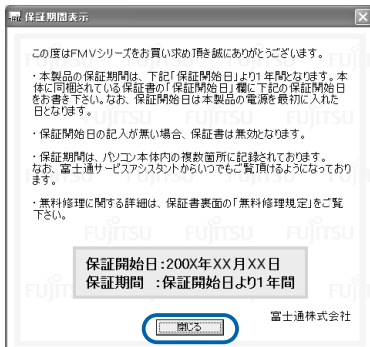 保証期間表示
この度はFMVシリーズをお買い求め頂き誠にありがとうございます。
・本製品の保証期間は、下記「保証開始日」より1年間となります。本
体に同梱されている保証書の「保証開始日」欄に下記の保証開始日
をお書き下さい。なお、保証開始日は本製品の電源を最初に入れた
日となります。
・保証開始日の記入が無い場合、保証書は無効となります。
・保証期間は、パソコン本体内の複数箇所に記録されております。
なお、富士通サービスアシスタントからいつでもご覧頂けるようになっており
ます。
・無料修理に関する詳細は、保証書裏面の「無料修理規定」をご覧
下さい。
保証開始日:200X年XX月XX日
保証期間 :保証開始日より1年間
富士通株式会社
閉じる
FUJITSU FUJITSU FUJITSU